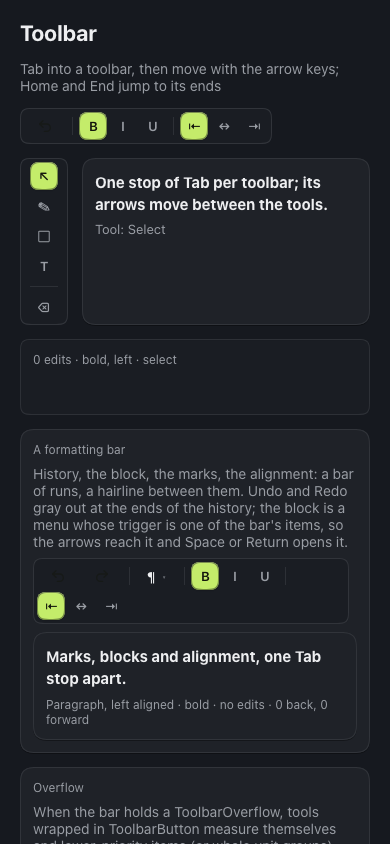 Toolbar
Tab into a toolbar, then move with the arrow keys;
Home and End jump to its ends
B I U
One stop of Tab per toolbar; its
arrows move between the tools.
Tool: Select
T
0 edits · bold, left · select
A formatting bar
History, the block, the marks, the alignment: a bar
of runs, a hairline between them. Undo and Redo
gray out at the ends of the history; the block is a
menu whose trigger is one of the bar's items, so
the arrows reach it and Space or Return opens it.
¶ · B I U
Marks, blocks and alignment, one Tab
stop apart.
Paragraph, left aligned · bold · no edits · 0 back, 0
forward
Overflow
When the bar holds a ToolbarOverflow, tools
wrapped in ToolbarButton measure themselves